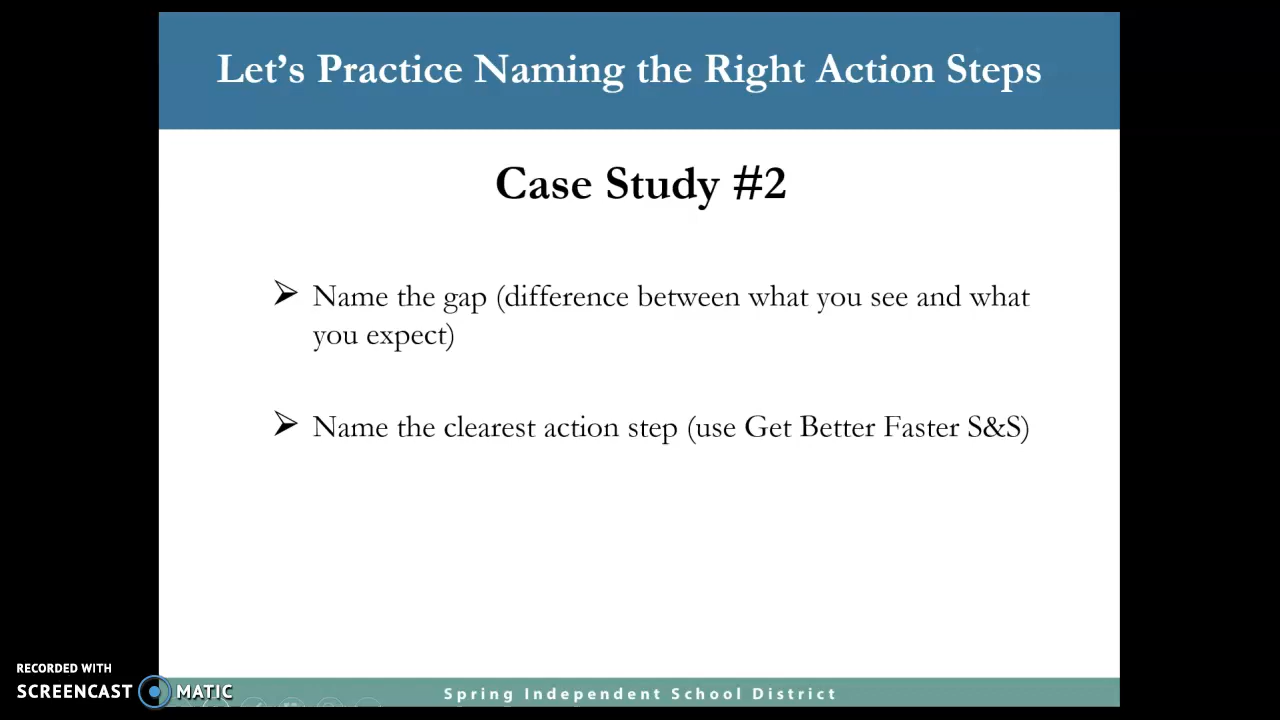 Let's Practice Naming the Right Action Steps
Case Study #2
➢ Name the gap (difference between what you see and what
you expect)
➢ Name the clearest action step (use Get Better Faster S&S)
RECORDED WITH
SCREENCAST MATIC
Spring Independent School District